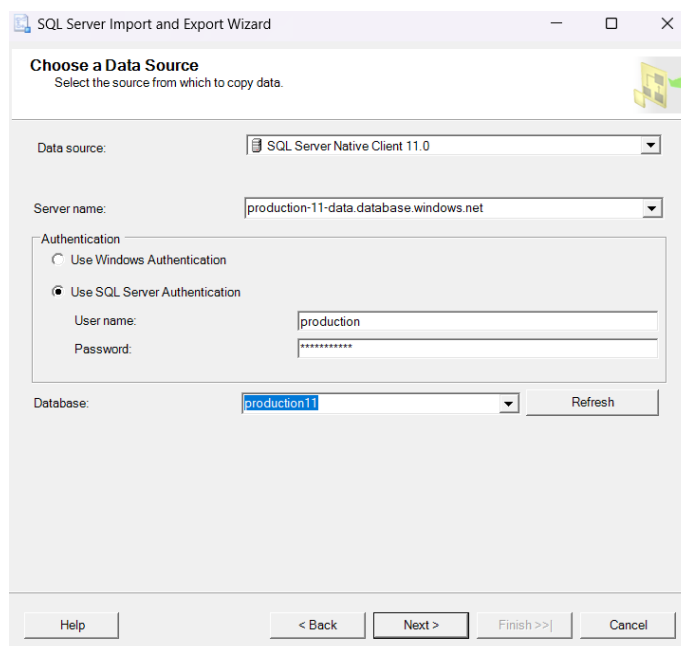 SQL Server Import and Export Wizard
Choose a Data Source
Select the source from which to copy data.
Data source:
SQL Server Native Client 11.0
Server name:
production-11-data.database.windows.net
Authentication
Use Windows Authentication
Use SQL Server Authentication
User name:
production
Password:
***********
Database:
production11
Refresh
Help
< Back
Next >
Finish >>|
Cancel